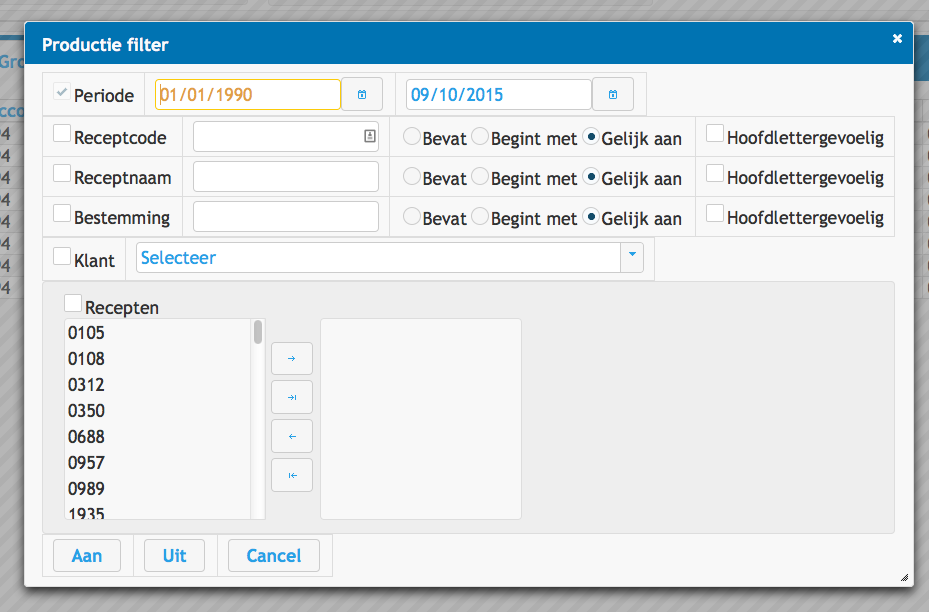 Productie filter
Gro
Periode 01/01/1990 09/10/2015
cco
Receptcode Bevat Begint met Gelijk aan Hoofdlettergevoelig
Receptnaam Bevat Begint met Gelijk aan Hoofdlettergevoelig
Bestemming Bevat Begint met Gelijk aan Hoofdlettergevoelig
Klant Selecteer
Recepten
0105
0108
0312
0350
0688
0957
0989
1935
Aan Uit Cancel